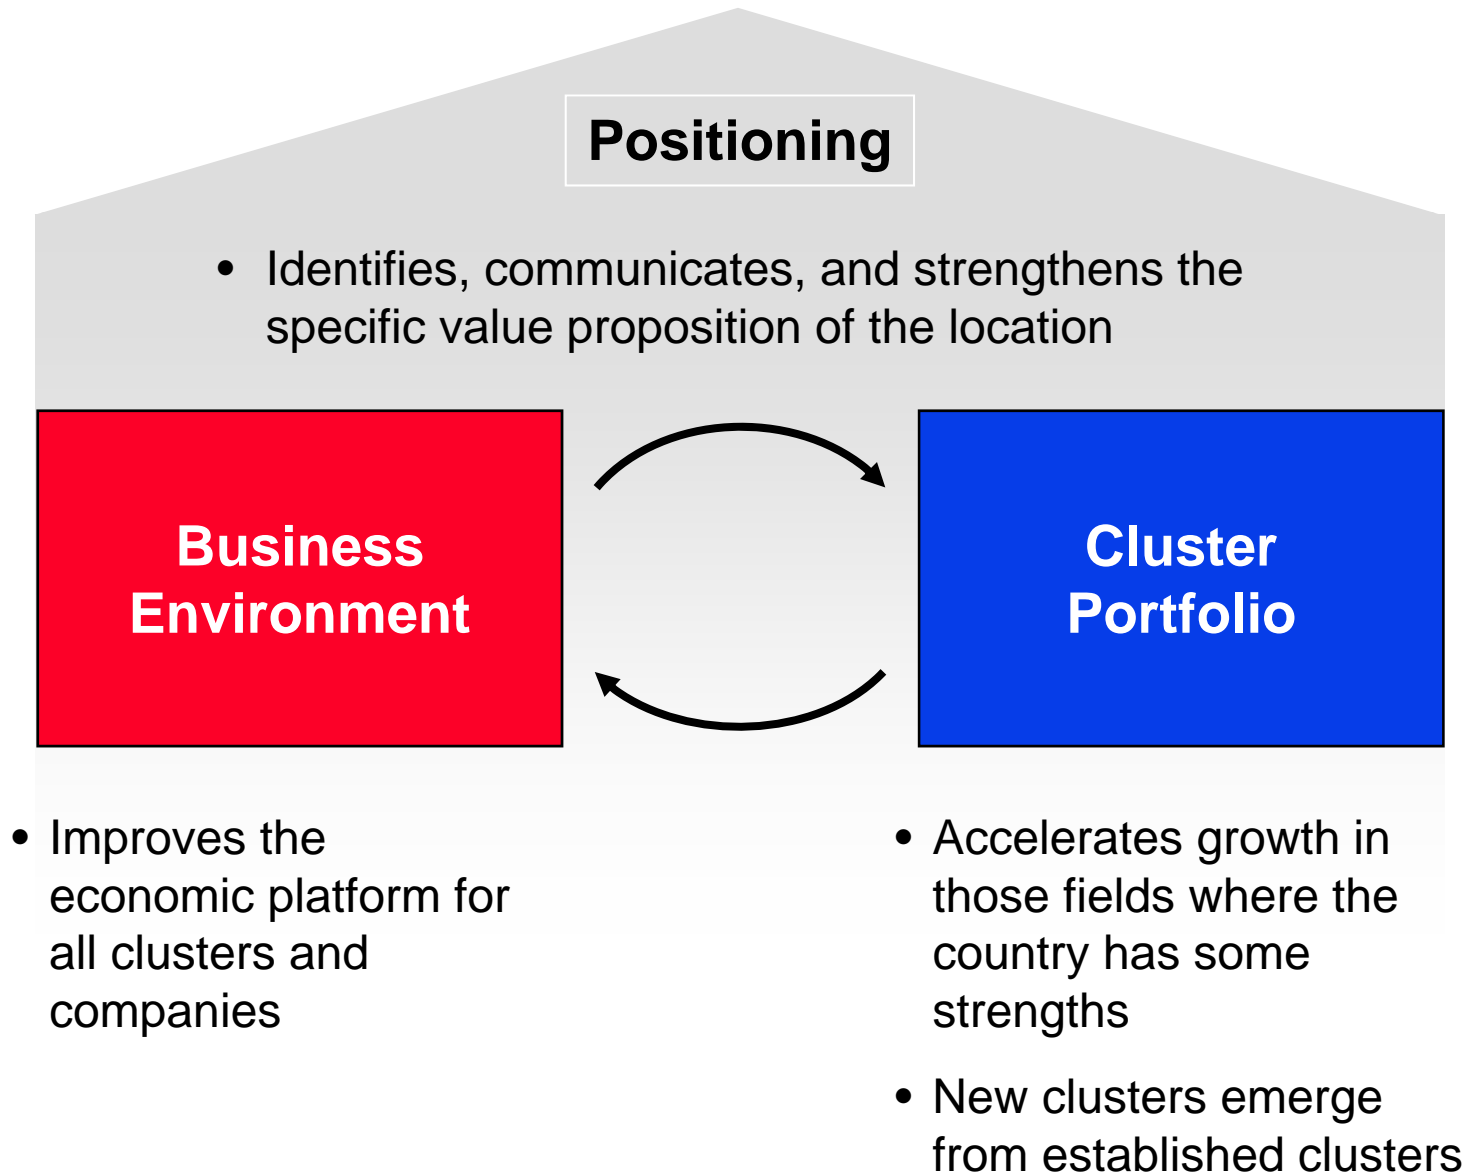 Positioning
• Identifies, communicates, and strengthens the
specific value proposition of the location
Business
Environment
Cluster
Portfolio
• Improves the
economic platform for
all clusters and
companies
• Accelerates growth in
those fields where the
country has some
strengths
• New clusters emerge
from established clusters